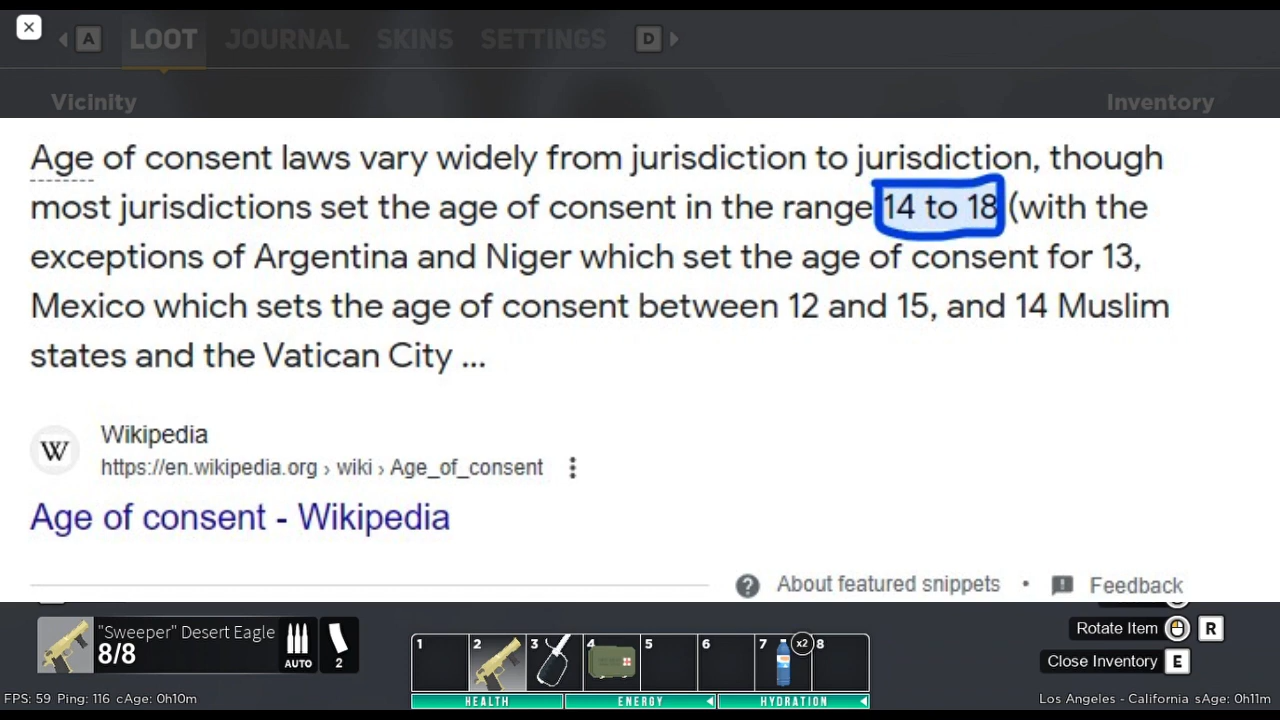 A LOOT JOURNAL SKINS SETTINGS D
Vicinity Inventory
Age of consent laws vary widely from jurisdiction to jurisdiction, though
most jurisdictions set the age of consent in the range 14 to 18 (with the
exceptions of Argentina and Niger which set the age of consent for 13,
Mexico which sets the age of consent between 12 and 15, and 14 Muslim
states and the Vatican City ...
W Wikipedia
https://en.wikipedia.org › wiki › Age_of_consent
Age of consent - Wikipedia
About featured snippets • Feedback
"Sweeper" Desert Eagle
8/8
AUTO
2
1 2 3 4 5 6 7 x2 8
HEALTH ENERGY HYDRATION
Rotate Item R
Close Inventory E
FPS: 59 Ping: 116 cAge: 0h10m
Los Angeles - California sAge: 0h11m